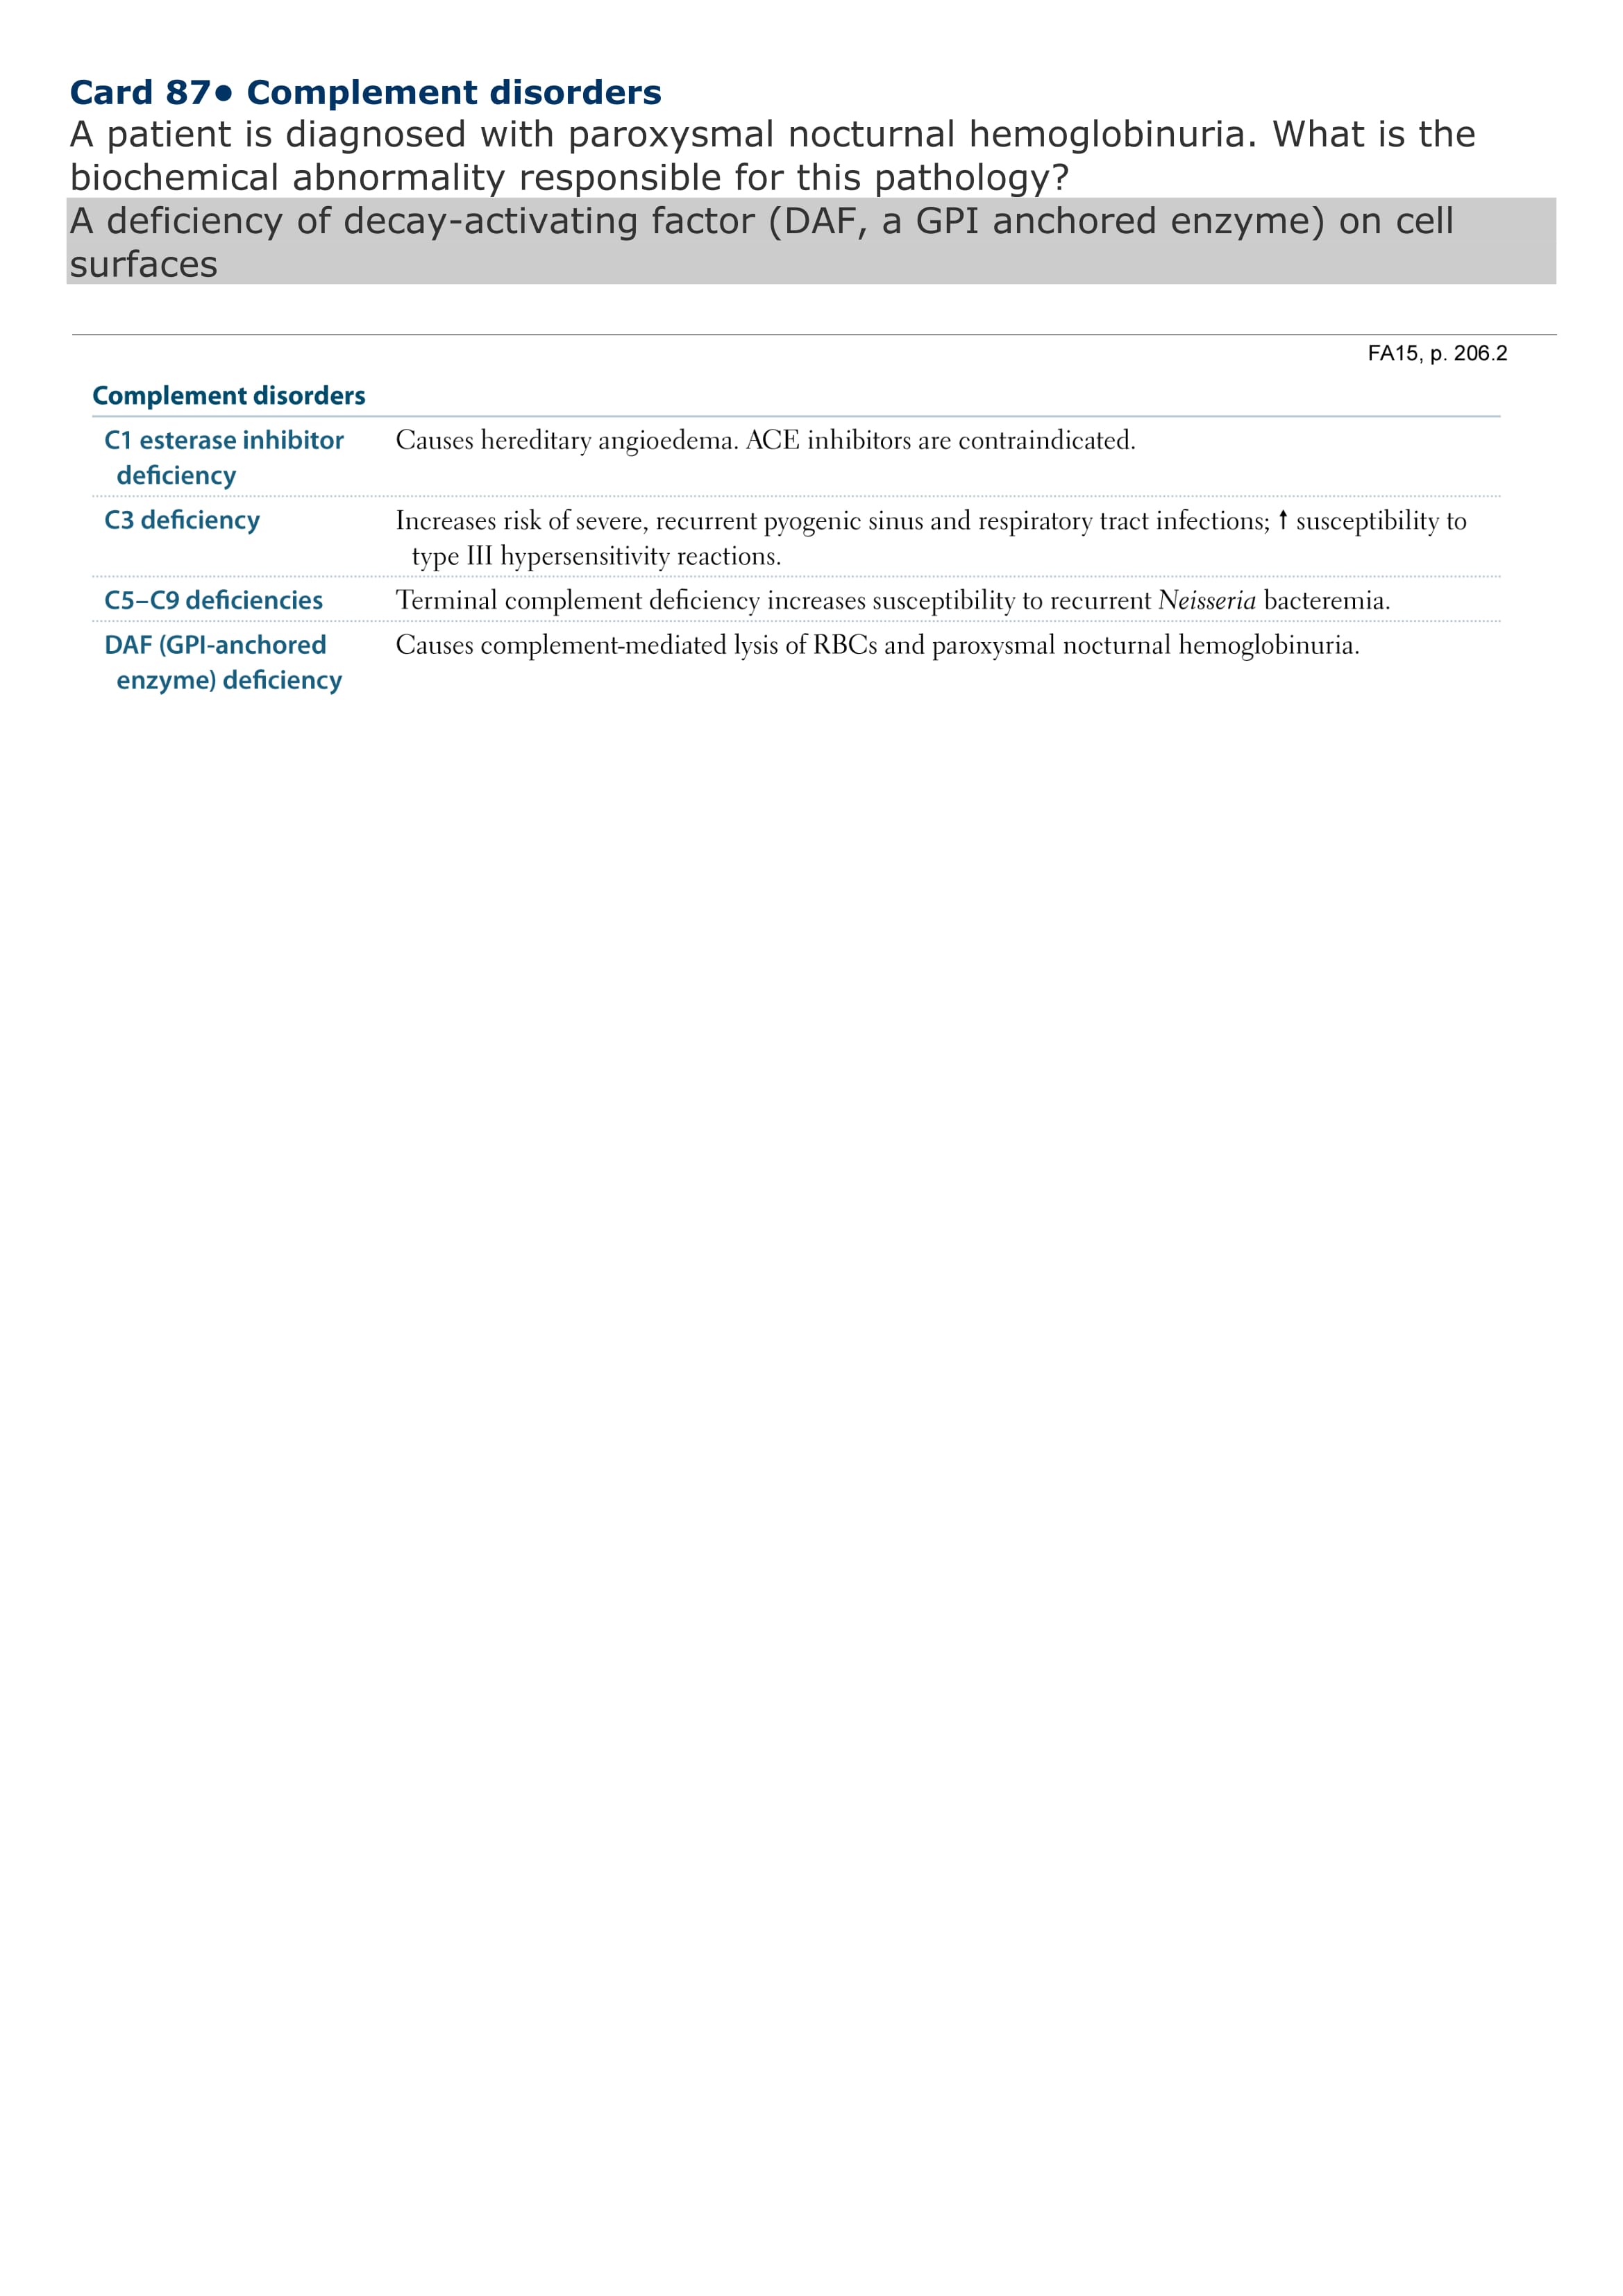 Card 87• Complement disorders
A patient is diagnosed with paroxysmal nocturnal hemoglobinuria. What is the
biochemical abnormality responsible for this pathology?
A deficiency of decay-activating factor (DAF, a GPI anchored enzyme) on cell
surfaces
FA15, p. 206.2
Complement disorders
C1 esterase inhibitor
deficiency
Causes hereditary angioedema. ACE inhibitors are contraindicated.
C3 deficiency
Increases risk of severe, recurrent pyogenic sinus and respiratory tract infections; ↑ susceptibility to
type III hypersensitivity reactions.
C5–C9 deficiencies
Terminal complement deficiency increases susceptibility to recurrent Neisseria bacteremia.
DAF (GPI-anchored
enzyme) deficiency
Causes complement-mediated lysis of RBCs and paroxysmal nocturnal hemoglobinuria.